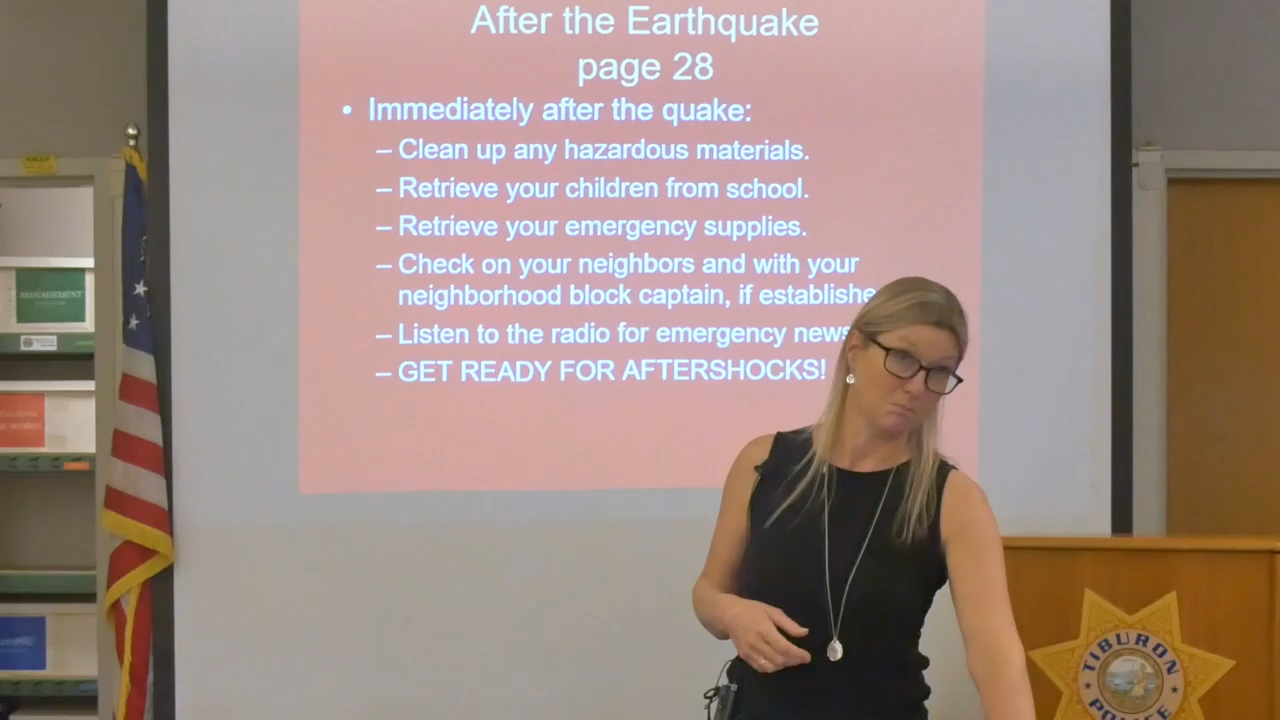 After the Earthquake
page 28
• Immediately after the quake:
– Clean up any hazardous materials.
– Retrieve your children from school.
– Retrieve your emergency supplies.
– Check on your neighbors and with your
neighborhood block captain, if establishe
– Listen to the radio for emergency news
– GET READY FOR AFTERSHOCKS!
MANAGEMENT
TIBURON
POLICE